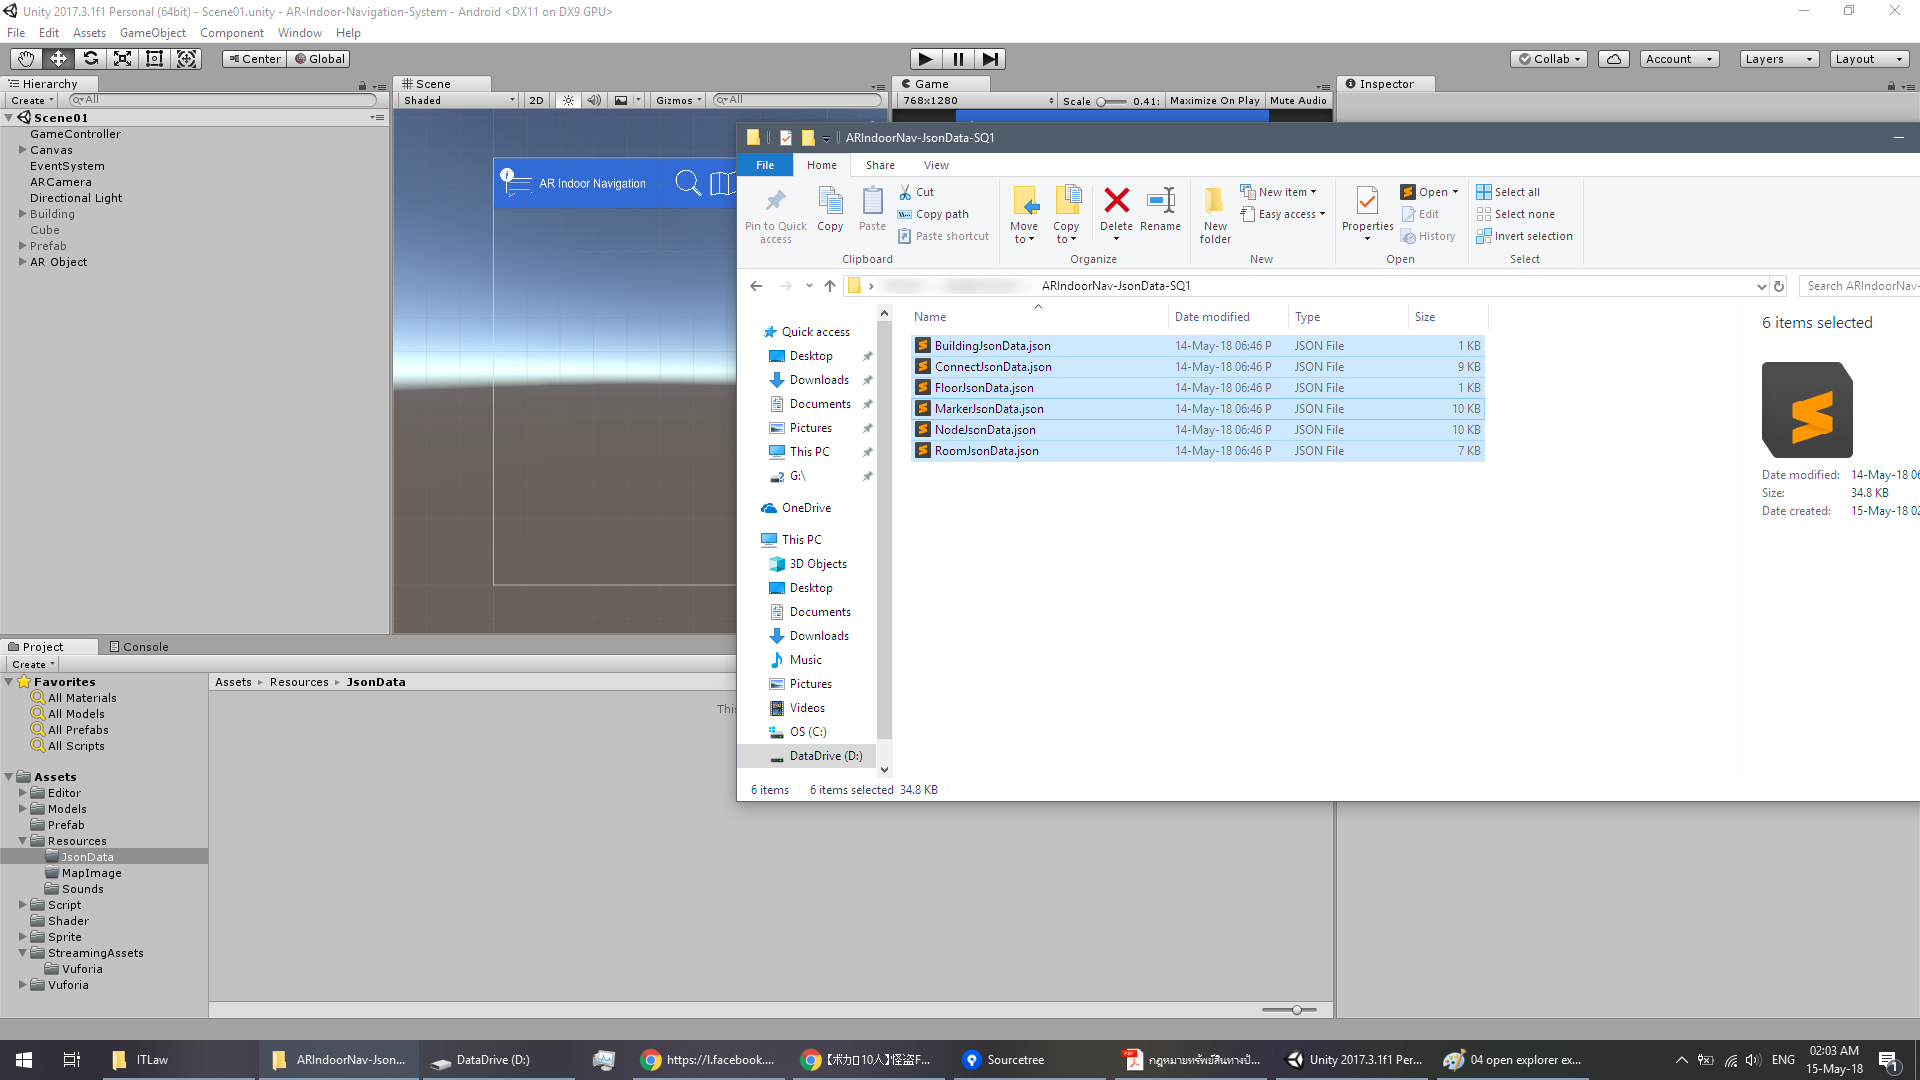 Unity 2017.3.1f1 Personal (64bit) - Scene01.unity - AR-Indoor-Navigation-System - Android <DX11 on DX9 GPU>
File Edit Assets GameObject Component Window Help
Center Global Collab Account Layers Layout
Hierarchy
Create All
Scene01
GameController
Canvas
EventSystem
ARCamera
Directional Light
Building
Cube
Prefab
AR Object
Scene
Shaded 2D Gizmos All
AR Indoor Navigation
Game
768x1280 Scale 0.41: Maximize On Play Mute Audio
Inspector
ARIndoorNav-JsonData-SQ1
File Home Share View
Pin to Quick access
Copy
Paste
Cut
Copy path
Paste shortcut
Clipboard
Move to
Copy to
Delete
Rename
Organize
New folder
New item
Easy access
New
Properties
Open
Edit
History
Open
Select all
Select none
Invert selection
Select
ARIndoorNav-JsonData-SQ1
Search ARIndoorNav-
Quick access
Desktop
Downloads
Documents
Pictures
This PC
G:\
OneDrive
This PC
3D Objects
Desktop
Documents
Downloads
Music
Pictures
Videos
OS (C:)
DataDrive (D:)
Name Date modified Type Size
BuildingJsonData.json 14-May-18 06:46 P JSON File 1 KB
ConnectJsonData.json 14-May-18 06:46 P JSON File 9 KB
FloorJsonData.json 14-May-18 06:46 P JSON File 1 KB
MarkerJsonData.json 14-May-18 06:46 P JSON File 10 KB
NodeJsonData.json 14-May-18 06:46 P JSON File 10 KB
RoomJsonData.json 14-May-18 06:46 P JSON File 7 KB
6 items selected
Date modified: 14-May-18 06
Size: 34.8 KB
Date created: 15-May-18 02
6 items 6 items selected 34.8 KB
Project Console
Create
Favorites
All Materials
All Models
All Prefabs
All Scripts
Assets
Editor
Models
Prefab
Resources
JsonData
MapImage
Sounds
Script
Shader
Sprite
StreamingAssets
Vuforia
Vuforia
Assets ▸ Resources ▸ JsonData
This
ITLaw
ARIndoorNav-Json...
DataDrive (D:)
https://l.facebook....
【ボカロ10人】怪盗F...
Sourcetree
กฎหมายทรัพย์สินทางปั...
Unity 2017.3.1f1 Per...
04 open explorer ex...
ENG
02:03 AM
15-May-18
1